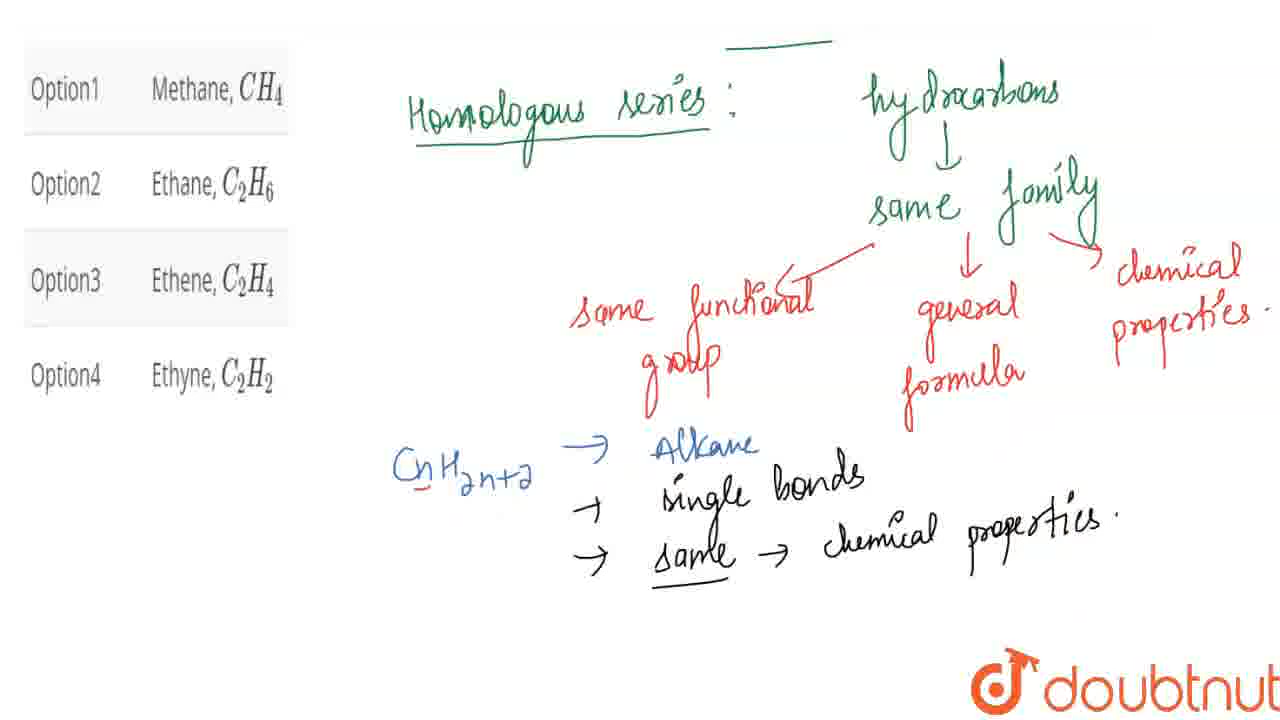 Option1 Methane, CH₄
Option2 Ethane, C₂H₆
Option3 Ethene, C₂H₄
Option4 Ethyne, C₂H₂
Homologous series :
hydrocarbons
↓
same family
same functional
group
general
formula
chemical
properties.
CnH₂n+₂ → Alkane
→ single bonds
→ same → chemical properties.
doubtnut